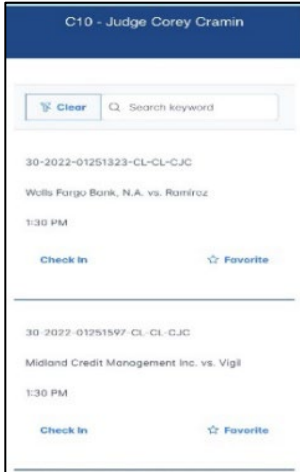 C10 - Judge Corey Cramin
Clear Search keyword
30-2022-01251323-CL-CL-CJC
Wells Fargo Bank, N.A. vs. Ramirez
1:30 PM
Check In Favorite
30-2022-01251597-CL-CL-CJC
Midland Credit Management Inc. vs. Vigil
1:30 PM
Check In Favorite